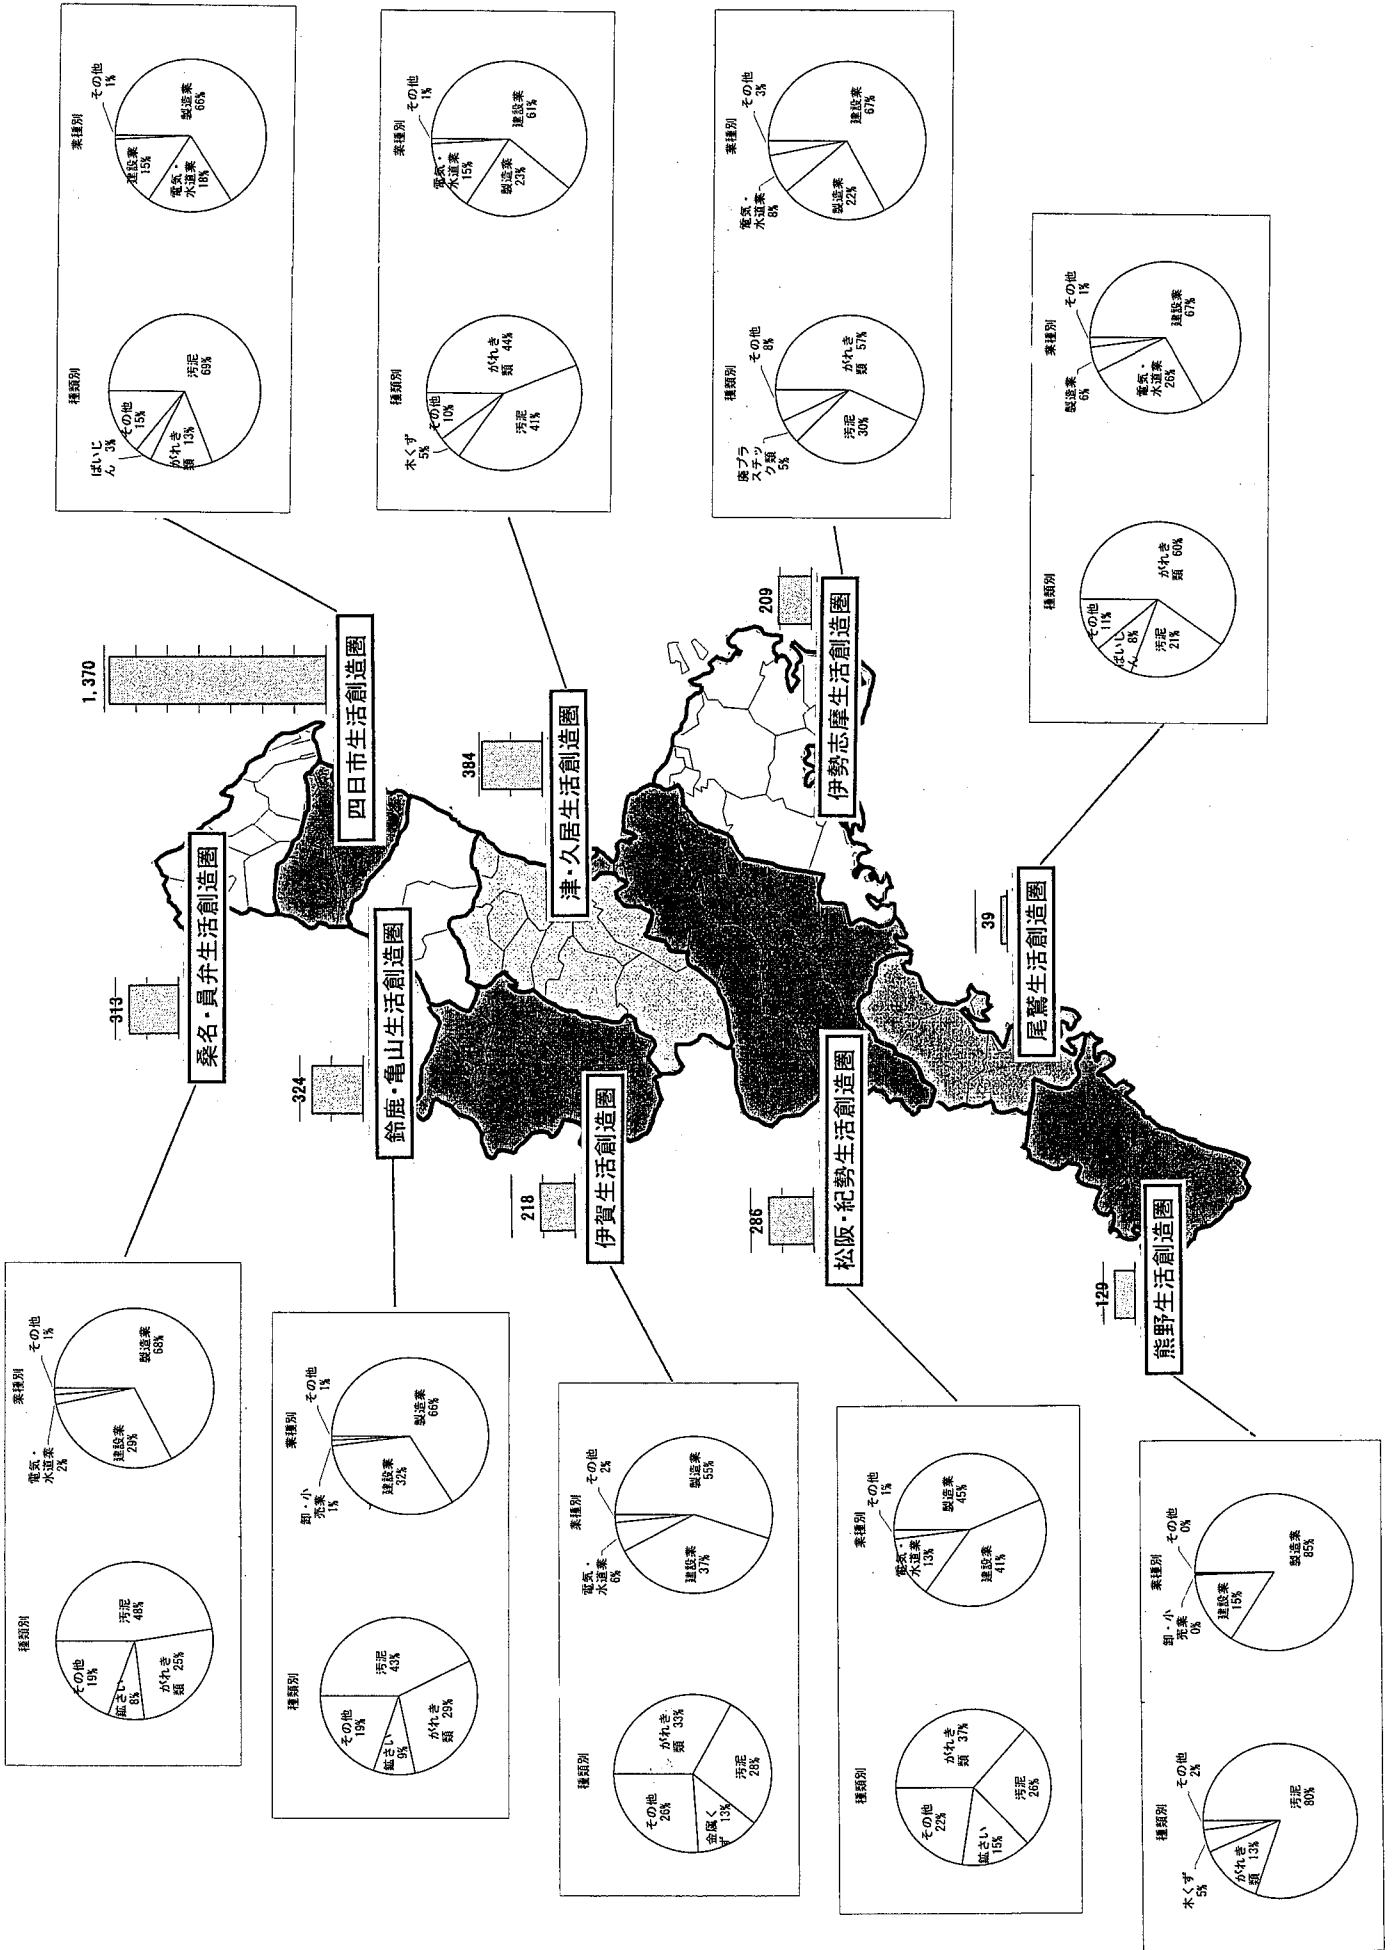 種類別
汚泥
48%
がれき
類 25%
鉱さい
8%
その他
19%
業種別
製造業
68%
建設業
29%
電気・
水道業
2%
その他
1%
313
桑名・員弁生活創造圏
種類別
汚泥
69%
がれき
類 13%
ばいじ
ん 3%
その他
15%
業種別
製造業
66%
電気・
水道業
18%
建設業
15%
その他
1%
1,370
四日市生活創造圏
種類別
汚泥
43%
がれき
類 29%
鉱さい
9%
その他
19%
業種別
製造業
66%
建設業
32%
卸・小
売業
1%
その他
1%
324
鈴鹿・亀山生活創造圏
種類別
がれき
類 44%
汚泥
41%
木くず
5%
その他
10%
業種別
建設業
61%
製造業
23%
電気・
水道業
15%
その他
1%
384
津・久居生活創造圏
種類別
がれき
類 33%
汚泥
28%
金属く
ず 13%
その他
26%
業種別
製造業
55%
建設業
37%
電気・
水道業
6%
その他
2%
218
伊賀生活創造圏
種類別
がれき
類 57%
汚泥
30%
廃プラ
スチッ
ク類
5%
その他
8%
業種別
建設業
67%
製造業
22%
電気・
水道業
8%
その他
3%
209
伊勢志摩生活創造圏
種類別
がれき
類 37%
汚泥
26%
鉱さい
15%
その他
22%
業種別
製造業
45%
建設業
41%
電気・
水道業
13%
その他
1%
286
松阪・紀勢生活創造圏
種類別
がれき
類 60%
汚泥
21%
ばいじ
ん 8%
その他
11%
業種別
建設業
67%
電気・
水道業
26%
製造業
6%
その他
1%
39
尾鷲生活創造圏
種類別
汚泥
80%
がれき
類 13%
木くず
5%
その他
2%
業種別
製造業
85%
建設業
15%
卸・小
売業
0%
その他
0%
129
熊野生活創造圏